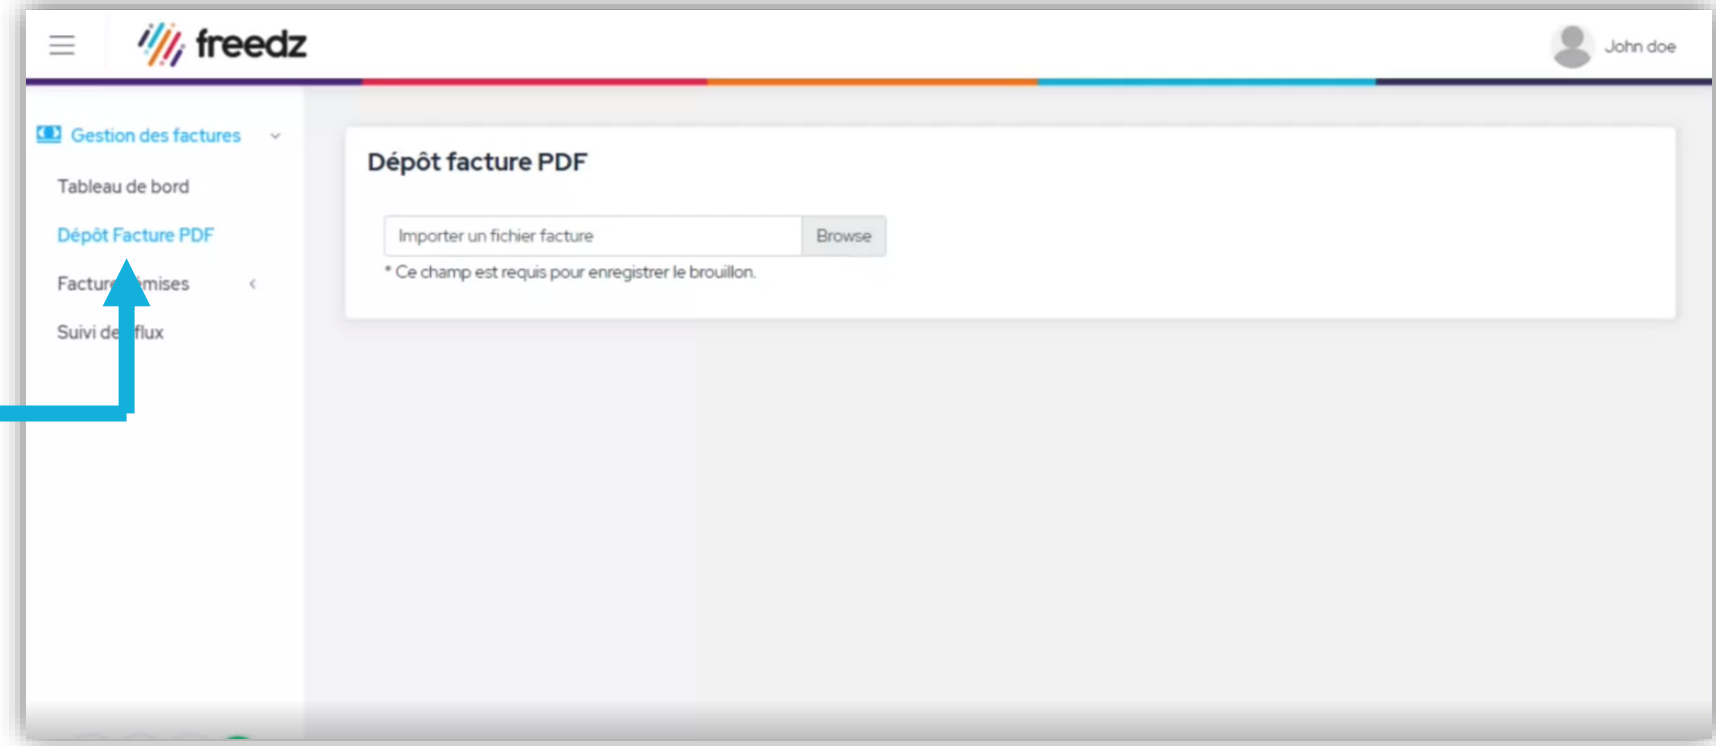 freedz
John doe
Gestion des factures
Tableau de bord
Dépôt Facture PDF
Suivi
flux
Dépôt facture PDF
Importer un fichier facture
Browse
* Ce champ est requis pour enregistrer le brouillon.